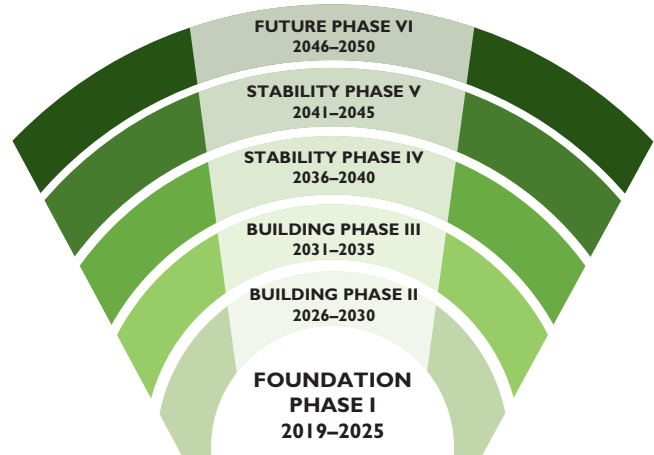 FUTURE PHASE VI
2046–2050
STABILITY PHASE V
2041–2045
STABILITY PHASE IV
2036–2040
BUILDING PHASE III
2031–2035
BUILDING PHASE II
2026–2030
FOUNDATION
PHASE I
2019–2025